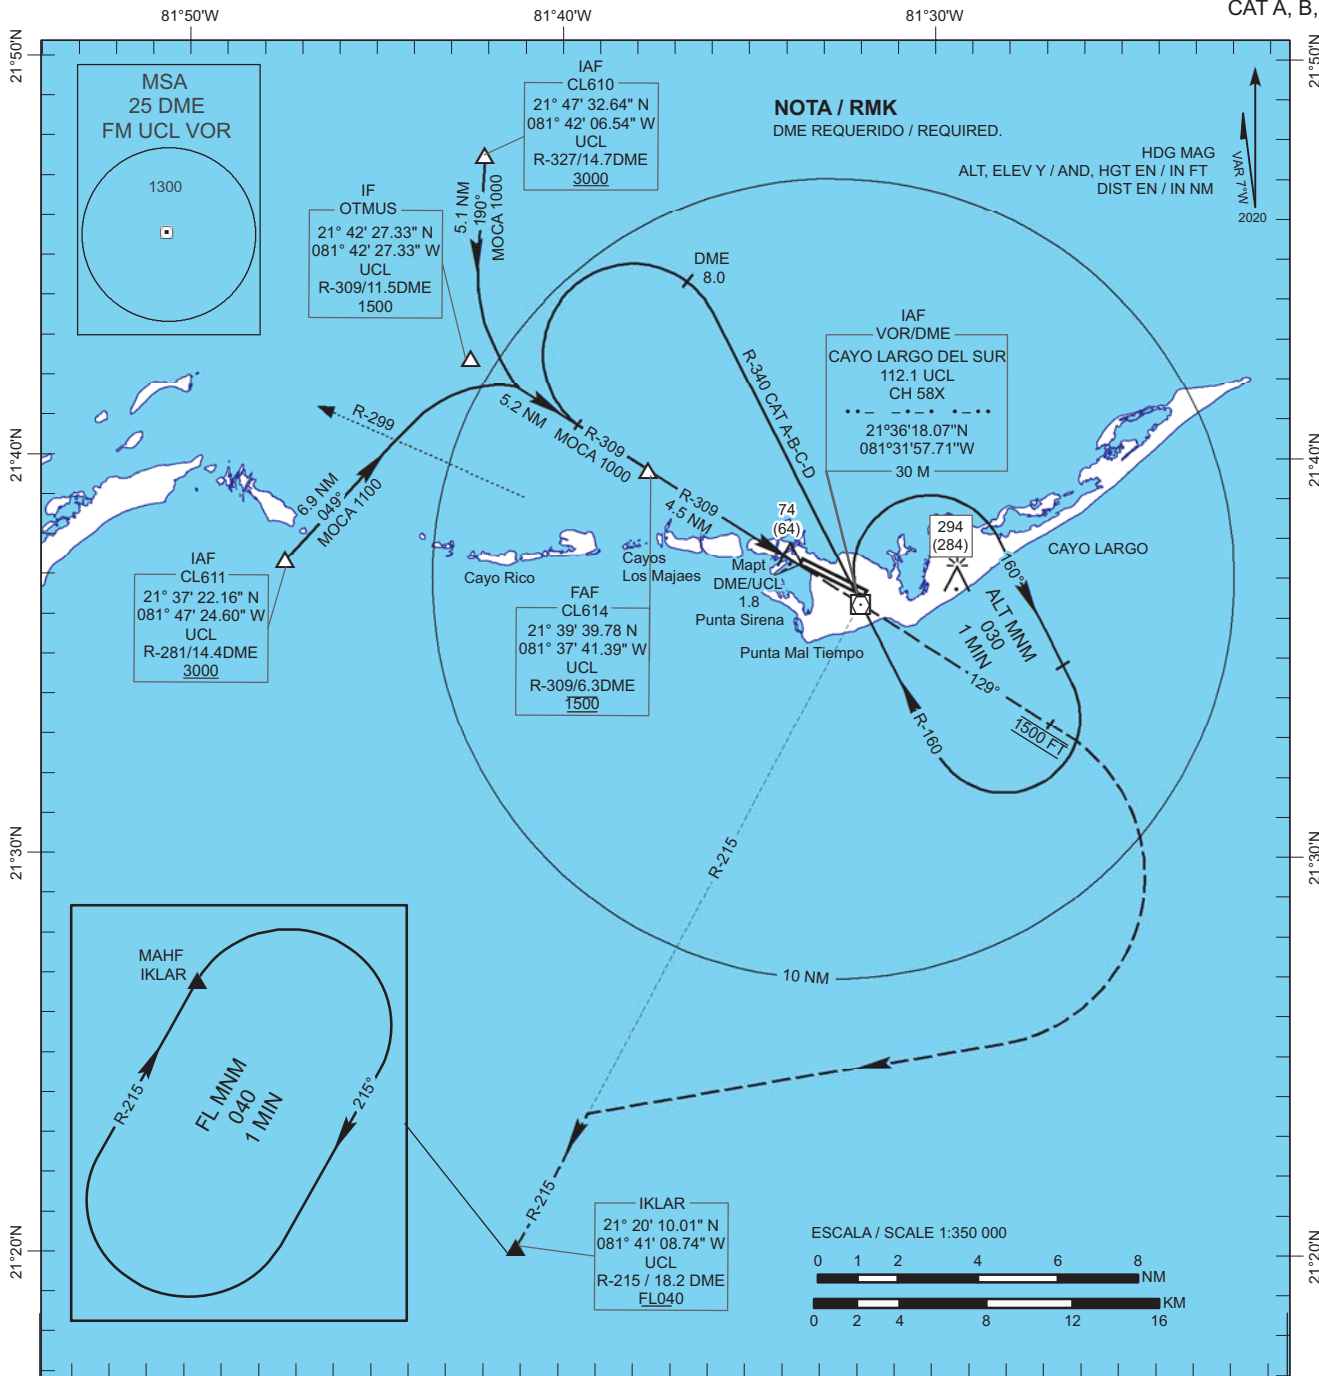 CAT A, B,
81°50'W
81°40'W
81°30'W
21°50'N
21°50'N
MSA
25 DME
FM UCL VOR
1300
IAF
CL610
21° 47' 32.64" N
081° 42' 06.54" W
UCL
R-327/14.7DME
3000
NOTA / RMK
DME REQUERIDO / REQUIRED.
HDG MAG
ALT, ELEV Y / AND, HGT EN / IN FT
DIST EN / IN NM
VAR 7°W
2020
IF
OTMUS
21° 42' 27.33" N
081° 42' 27.33" W
UCL
R-309/11.5DME
1500
5.1 NM
190°
MOCA 1000
DME
8.0
IAF
VOR/DME
CAYO LARGO DEL SUR
112.1 UCL
CH 58X
21°36'18.07"N
081°31'57.71"W
30 M
R-340 CAT A-B-C-D
R-299
5.2 NM
MOCA 1000
R-309
21°40'N
21°40'N
6.9 NM
049°
MOCA 1100
R-309
4.5 NM
74
(64)
294
(284)
CAYO LARGO
IAF
CL611
21° 37' 22.16" N
081° 47' 24.60" W
UCL
R-281/14.4DME
3000
Cayo Rico
Cayos
Los Majaes
Mapt
DME/UCL
1.8
Punta Sirena
Punta Mal Tiempo
160°
ALT MNM
030
1 MIN
FAF
CL614
21° 39' 39.78 N
081° 37' 41.39" W
UCL
R-309/6.3DME
1500
129°
R-160
1500 FT
R-215
21°30'N
21°30'N
10 NM
MAHF
IKLAR
R-215
FL MNM
040
1 MIN
215°
R-215
IKLAR
21° 20' 10.01" N
081° 41' 08.74" W
UCL
R-215 / 18.2 DME
FL040
21°20'N
21°20'N
ESCALA / SCALE 1:350 000
0 1 2 4 6 8
NM
KM
0 2 4 8 12 16